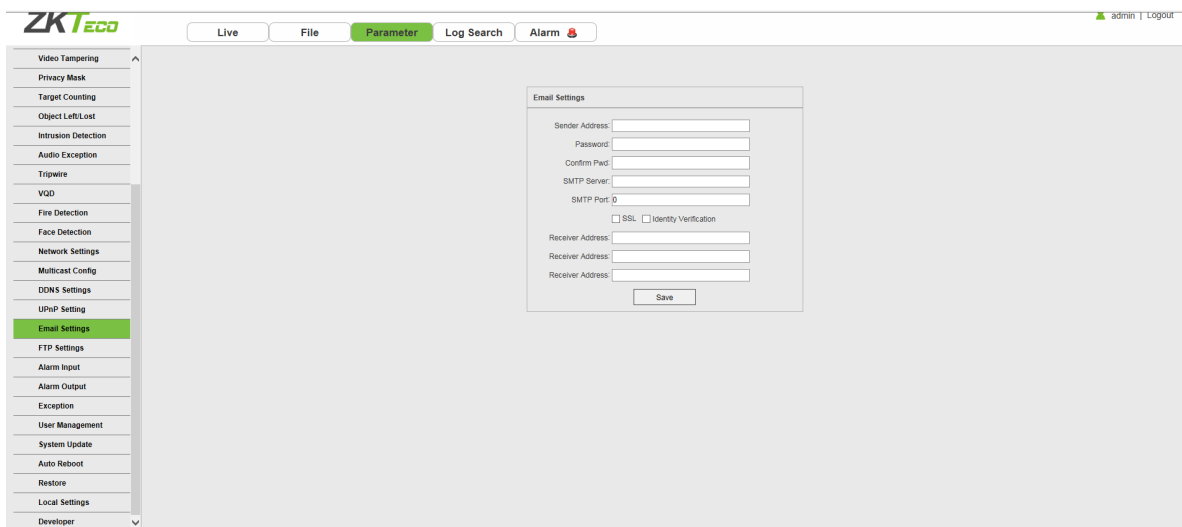 ZKTECO
admin | Logout
Live
File
Parameter
Log Search
Alarm
Video Tampering
Privacy Mask
Target Counting
Object Left/Lost
Intrusion Detection
Audio Exception
Tripwire
VQD
Fire Detection
Face Detection
Network Settings
Multicast Config
DDNS Settings
UPnP Setting
Email Settings
FTP Settings
Alarm Input
Alarm Output
Exception
User Management
System Update
Auto Reboot
Restore
Local Settings
Developer
Email Settings
Sender Address:
Password:
Confirm Pwd:
SMTP Server:
SMTP Port: 0
SSL Identity Verification
Receiver Address:
Receiver Address:
Receiver Address:
Save